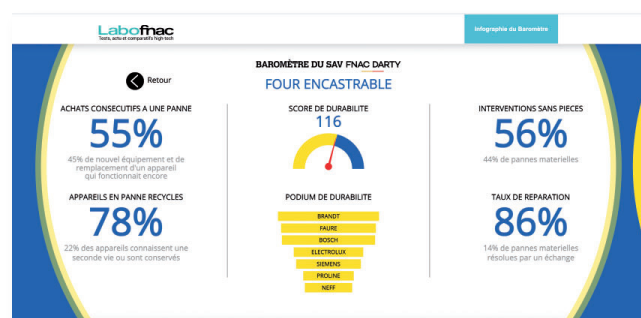 Labofnac
Tests, actu et comparatifs high-tech
Infographie du Baromètre
BAROMÈTRE DU SAV FNAC DARTY
Retour
FOUR ENCASTRABLE
ACHATS CONSECUTIFS A UNE PANNE
55%
45% de nouvel équipement et de
remplacement d'un appareil
qui fonctionnait encore
APPAREILS EN PANNE RECYCLES
78%
22% des appareils connaissent une
seconde vie ou sont conservés
SCORE DE DURABILITE
116
PODIUM DE DURABILITE
BRANDT
FAURE
BOSCH
ELECTROLUX
SIEMENS
PROLINE
NEFF
INTERVENTIONS SANS PIECES
56%
44% de pannes materielles
TAUX DE REPARATION
86%
14% de pannes materielles
résolues par un échange